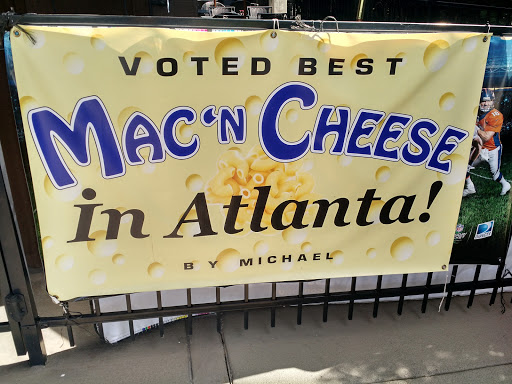 VOTED BEST
MAC'N CHEESE
in Atlanta!
BY MICHAEL